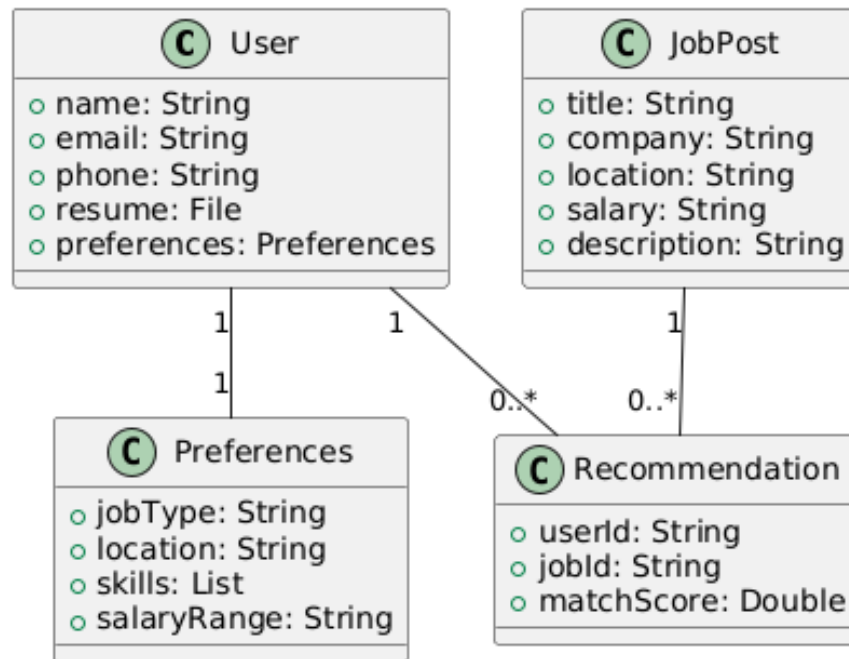 C User
name: String
email: String
phone: String
resume: File
preferences: Preferences
C JobPost
title: String
company: String
location: String
salary: String
description: String
1
1
1
0..*
1
0..*
C Preferences
jobType: String
location: String
skills: List
salaryRange: String
C Recommendation
userId: String
jobId: String
matchScore: Double